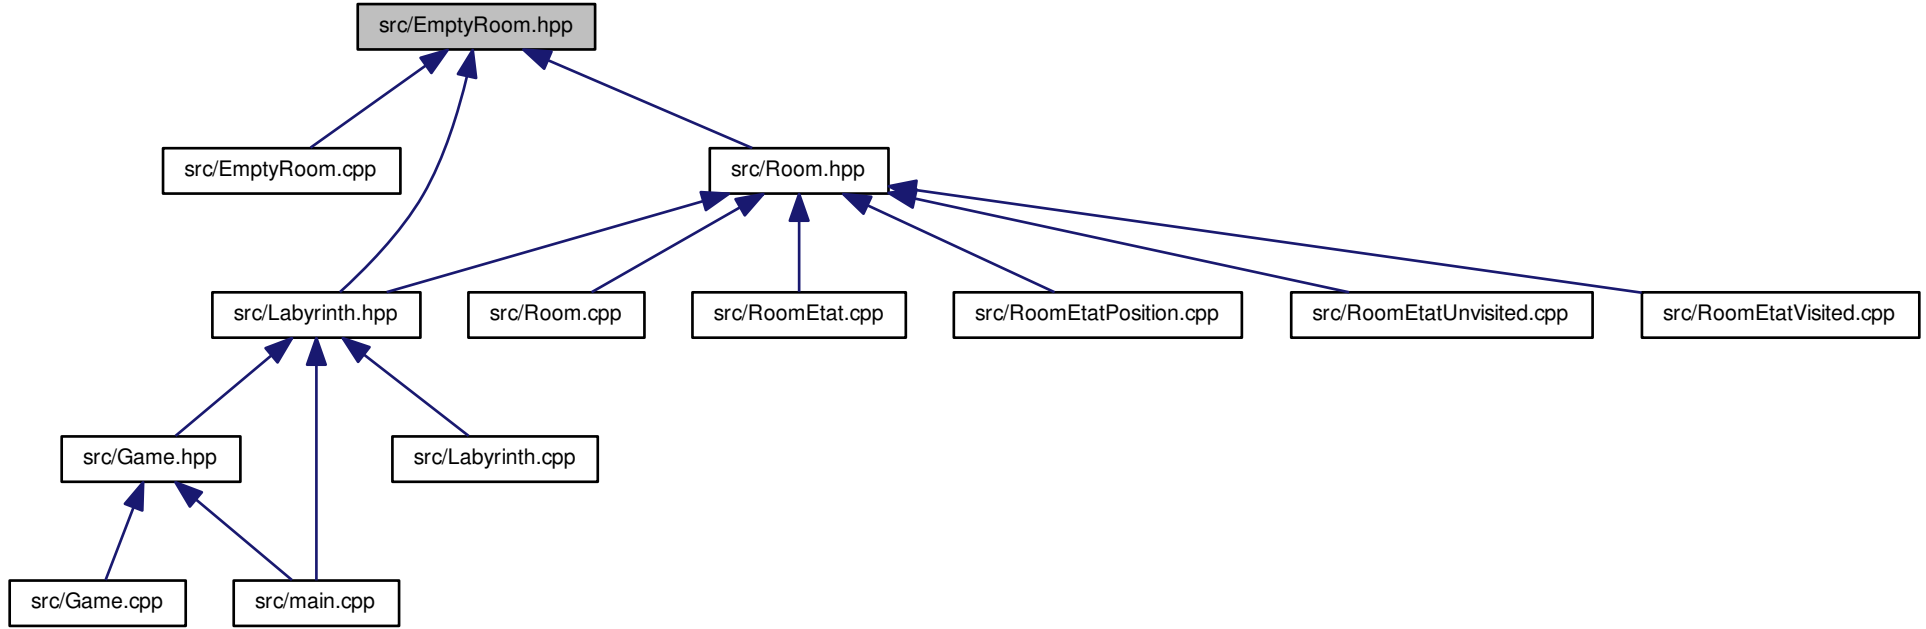 src/EmptyRoom.hpp
src/EmptyRoom.cpp
src/Room.hpp
src/Labyrinth.hpp
src/Room.cpp
src/RoomEtat.cpp
src/RoomEtatPosition.cpp
src/RoomEtatUnvisited.cpp
src/RoomEtatVisited.cpp
src/Game.hpp
src/Labyrinth.cpp
src/Game.cpp
src/main.cpp